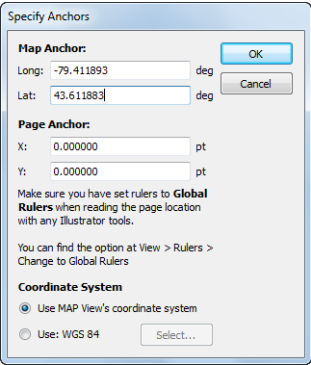 Specify Anchors
Map Anchor:
OK
Long: -79.411893 deg
Cancel
Lat: 43.611883 deg
Page Anchor:
X: 0.000000 pt
Y: 0.000000 pt
Make sure you have set rulers to Global
Rulers when reading the page location
with any Illustrator tools.
You can find the option at View > Rulers >
Change to Global Rulers
Coordinate System
Use MAP View's coordinate system
Use: WGS 84 Select...